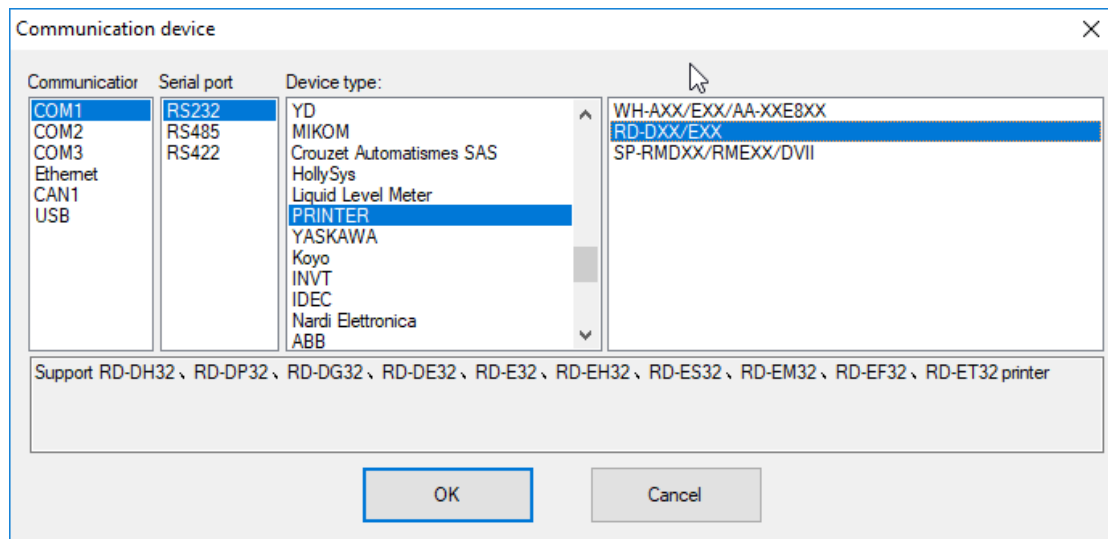 Communication device
Communicatior
Serial port
Device type:
COM1
COM2
COM3
Ethernet
CAN1
USB
RS232
RS485
RS422
YD
MIKOM
Crouzet Automatismes SAS
HollySys
Liquid Level Meter
PRINTER
YASKAWA
Koyo
INVT
IDEC
Nardi Elettronica
ABB
WH-AXX/EXX/AA-XXE8XX
RD-DXX/EXX
SP-RMDXX/RMEXX/DVII
Support RD-DH32、RD-DP32、RD-DG32、RD-DE32、RD-E32、RD-EH32、RD-ES32、RD-EM32、RD-EF32、RD-ET32 printer
OK
Cancel